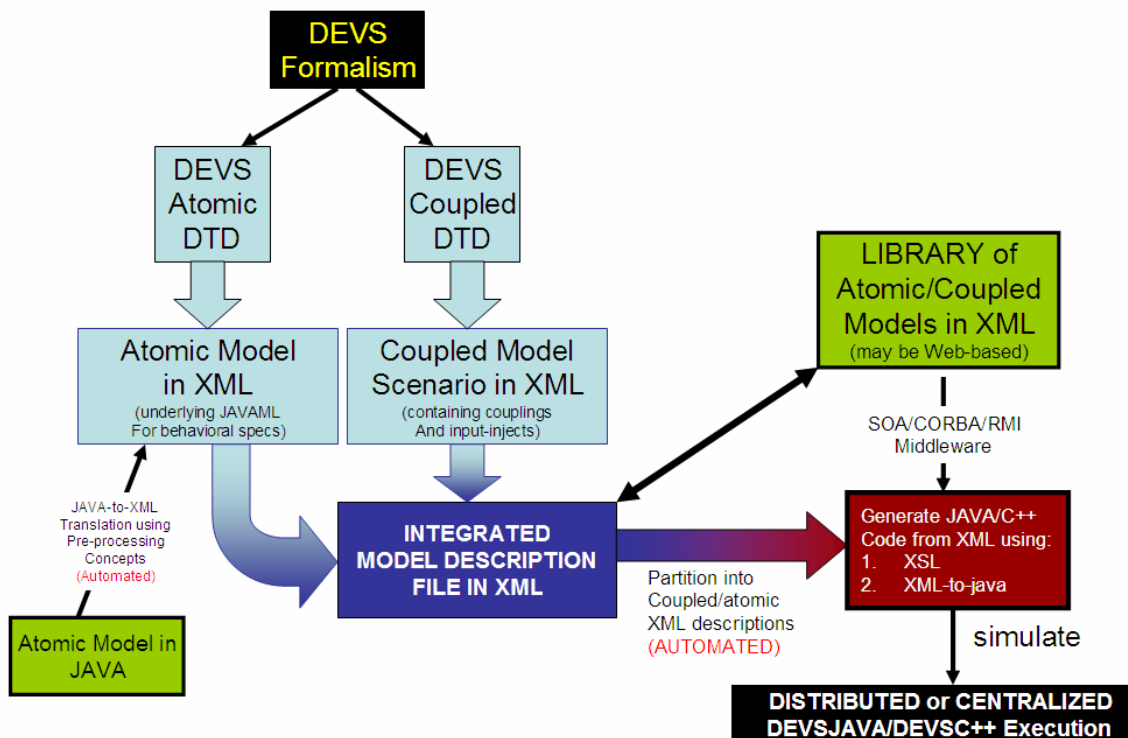 DEVS
Formalism
DEVS
Atomic
DTD
DEVS
Coupled
DTD
LIBRARY of
Atomic/Coupled
Models in XML
(may be Web-based)
Atomic Model
in XML
(underlying JAVAML
For behavioral specs)
Coupled Model
Scenario in XML
(containing couplings
And input-injects)
SOA/CORBA/RMI
Middleware
JAVA-to-XML
Translation using
Pre-processing
Concepts
(Automated)
INTEGRATED
MODEL DESCRIPTION
FILE IN XML
Generate JAVA/C++
Code from XML using:
1. XSL
2. XML-to-java
Partition into
Coupled/atomic
XML descriptions
(AUTOMATED)
Atomic Model in
JAVA
simulate
DISTRIBUTED or CENTRALIZED
DEVSJAVA/DEVSC++ Execution